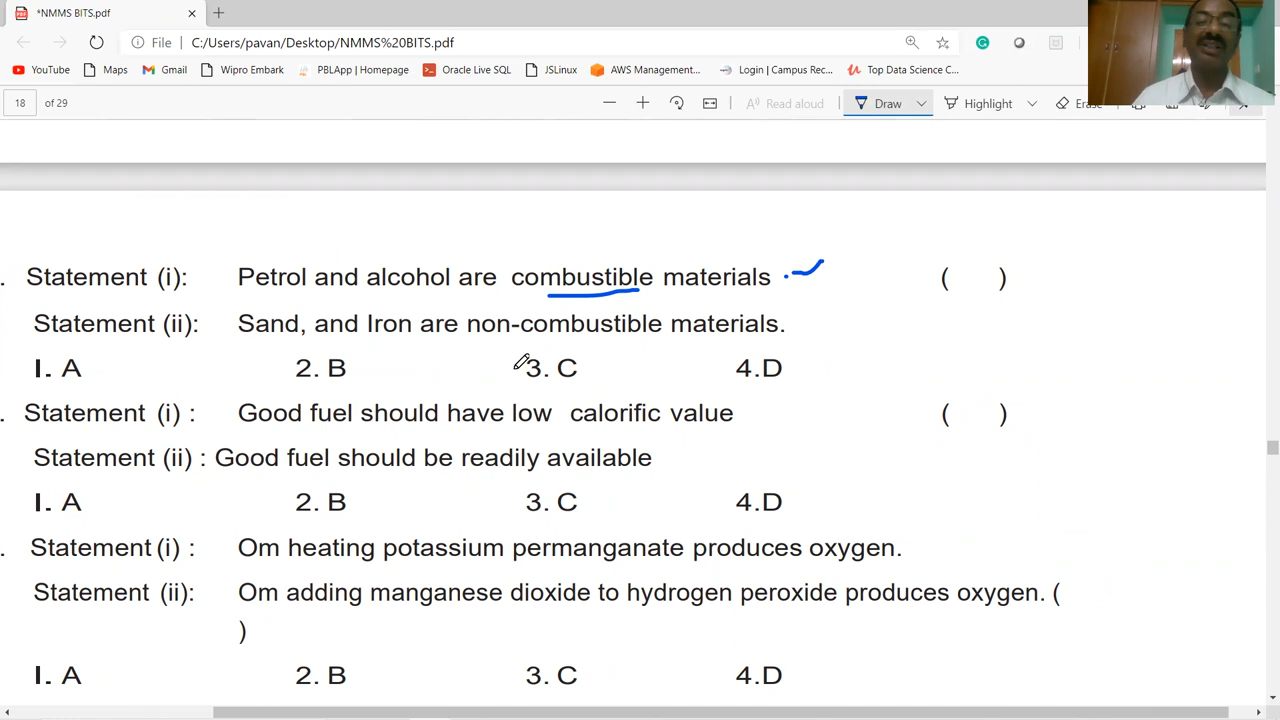 *NMMS BITS.pdf
File | C:/Users/pavan/Desktop/NMMS%20BITS.pdf
YouTube Maps Gmail Wipro Embark PBLApp | Homepage Oracle Live SQL JSLinux AWS Management... Login | Campus Rec... Top Data Science C...
18 of 29 Read aloud Draw Highlight Erase
. Statement (i): Petrol and alcohol are combustible materials ( )
Statement (ii): Sand, and Iron are non-combustible materials.
I. A 2. B 3. C 4.D
. Statement (i) : Good fuel should have low calorific value ( )
Statement (ii) : Good fuel should be readily available
I. A 2. B 3. C 4.D
. Statement (i) : Om heating potassium permanganate produces oxygen.
Statement (ii): Om adding manganese dioxide to hydrogen peroxide produces oxygen. (
)
I. A 2. B 3. C 4.D